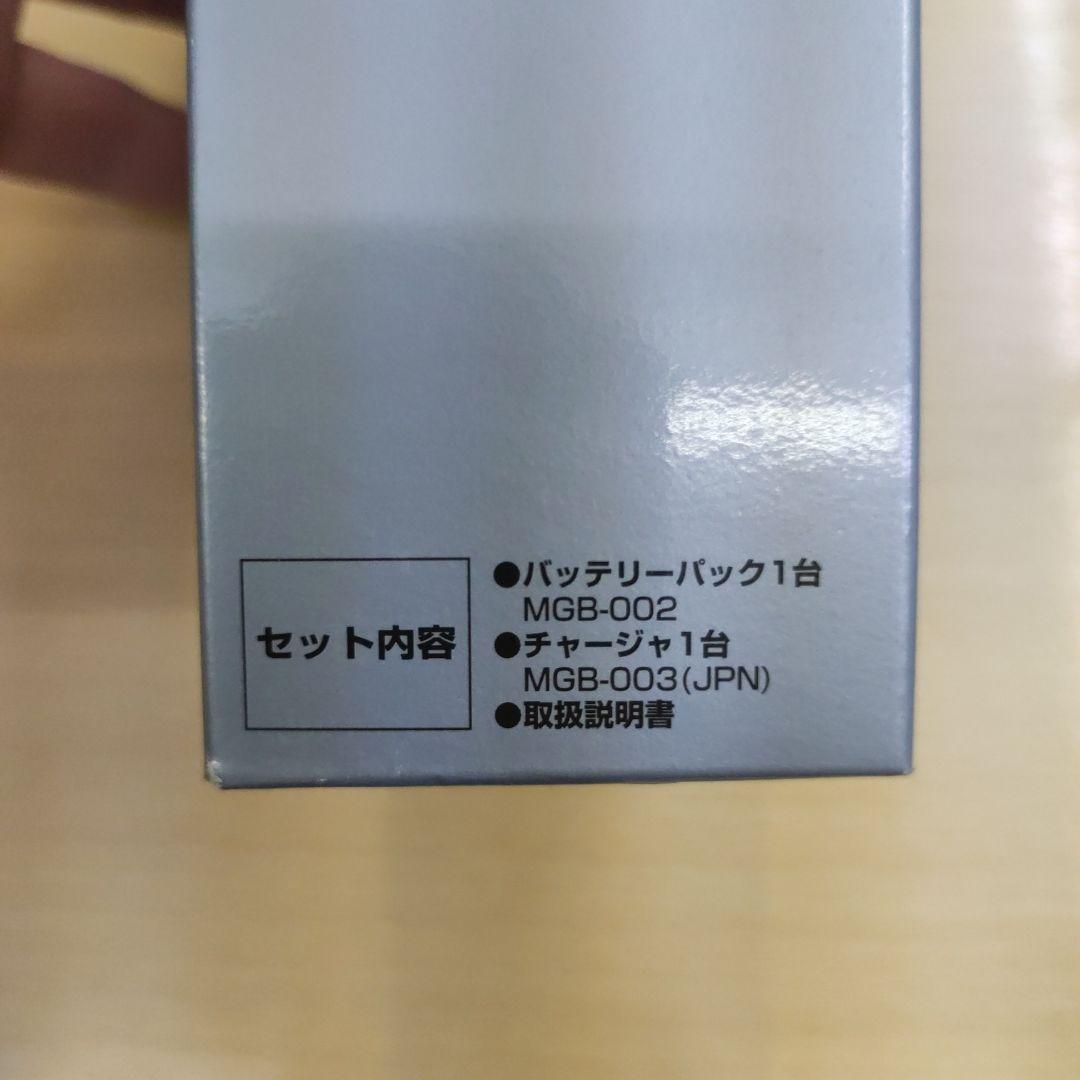 セット内容
●バッテリーパック1台
MGB-002
●チャージャ1台
MGB-003(JPN)
●取扱説明書